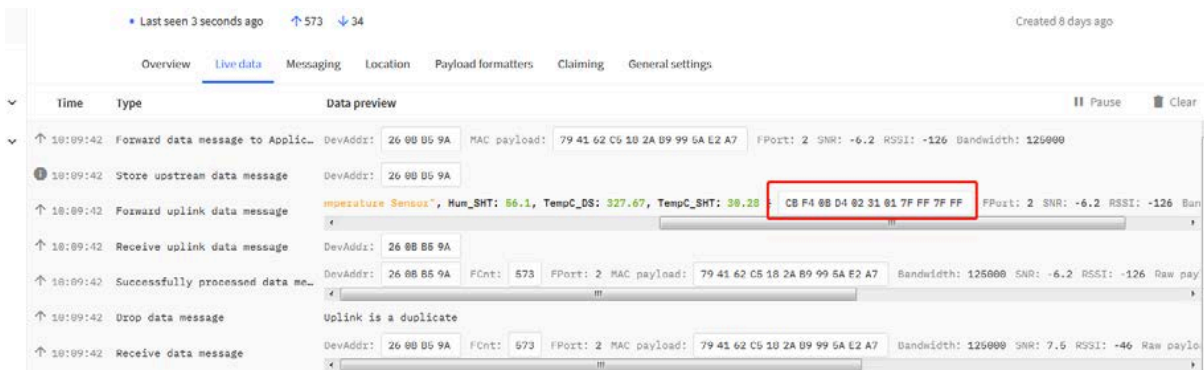 Last seen 3 seconds ago ↑ 573 ↓ 34 Created 8 days ago
Overview Live data Messaging Location Payload formatters Claiming General settings
Time Type Data preview Pause Clear
↑ 10:09:42 Forward data message to Applic… DevAddr: 26 0B B5 9A MAC payload: 79 41 62 C5 18 2A B9 99 5A E2 A7 FPort: 2 SNR: -6.2 RSSI: -126 Bandwidth: 125000
10:09:42 Store upstream data message DevAddr: 26 0B B5 9A
↑ 10:09:42 Forward uplink data message mperature Sensor", Hum_SHT: 56.1, TempC_DS: 327.67, TempC_SHT: 30.28 CB F4 0B D4 02 31 01 7F FF 7F FF FPort: 2 SNR: -6.2 RSSI: -126 Ban
↑ 10:09:42 Receive uplink data message DevAddr: 26 0B B5 9A
↑ 10:09:42 Successfully processed data me… DevAddr: 26 0B B5 9A FCnt: 573 FPort: 2 MAC payload: 79 41 62 C5 18 2A B9 99 5A E2 A7 Bandwidth: 125000 SNR: -6.2 RSSI: -126 Raw pay
↑ 10:09:42 Drop data message Uplink is a duplicate
↑ 10:09:42 Receive data message DevAddr: 26 0B B5 9A FCnt: 573 FPort: 2 MAC payload: 79 41 62 C5 18 2A B9 99 5A E2 A7 Bandwidth: 125000 SNR: 7.5 RSSI: -46 Raw paylo